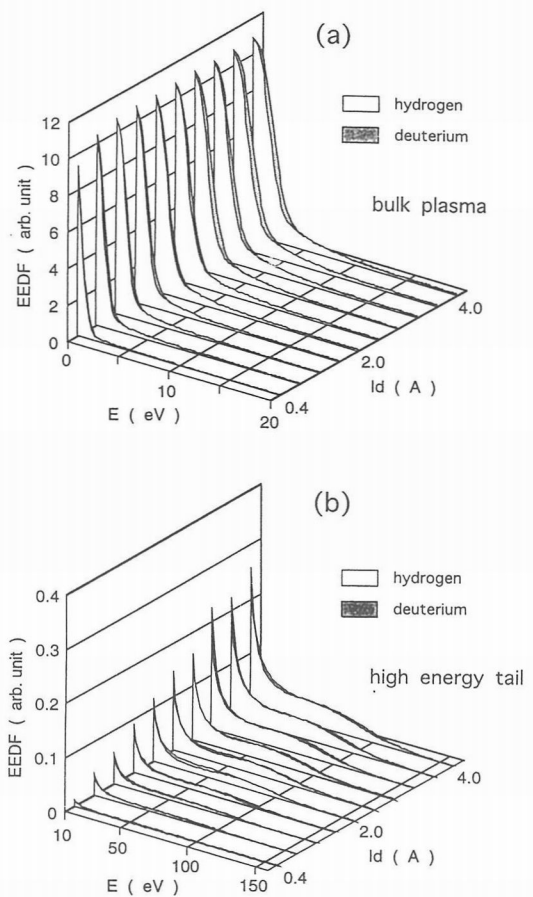 (a)
hydrogen
deuterium
bulk plasma
EEDF ( arb. unit )
12
10
8
6
4
2
0
0
10
20
E ( eV )
0.4
2.0
4.0
Id ( A )
(b)
hydrogen
deuterium
high energy tail
EEDF ( arb. unit )
0.4
0.3
0.2
0.1
0
10
50
100
150
E ( eV )
0.4
2.0
4.0
Id ( A )